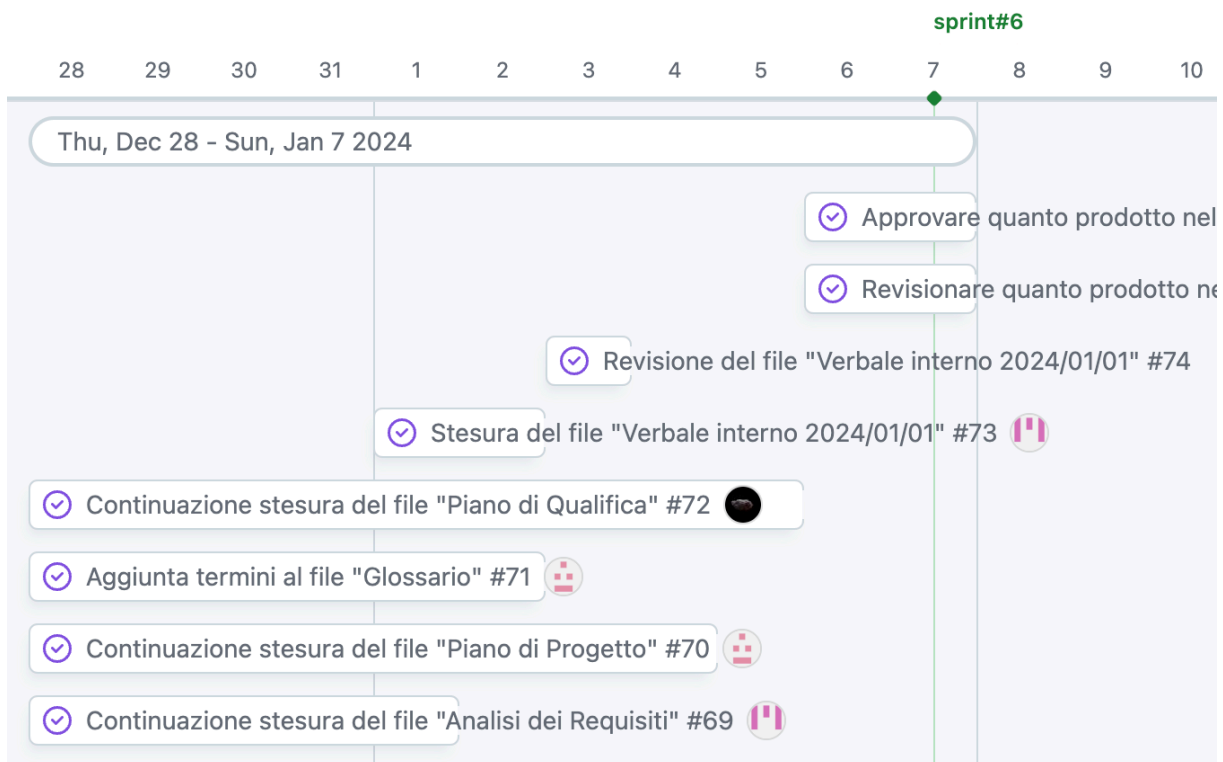 sprint#6
28 29 30 31 1 2 3 4 5 6 7 8 9 10
Thu, Dec 28 - Sun, Jan 7 2024
Approvare quanto prodotto nel
Revisionare quanto prodotto ne
Revisione del file "Verbale interno 2024/01/01" #74
Stesura del file "Verbale interno 2024/01/01" #73
Continuazione stesura del file "Piano di Qualifica" #72
Aggiunta termini al file "Glossario" #71
Continuazione stesura del file "Piano di Progetto" #70
Continuazione stesura del file "Analisi dei Requisiti" #69